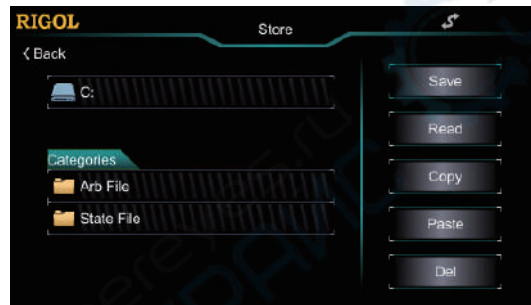 RIGOL
Store
Back
C:
Categories
Arb File
State File
Save
Read
Copy
Paste
Del